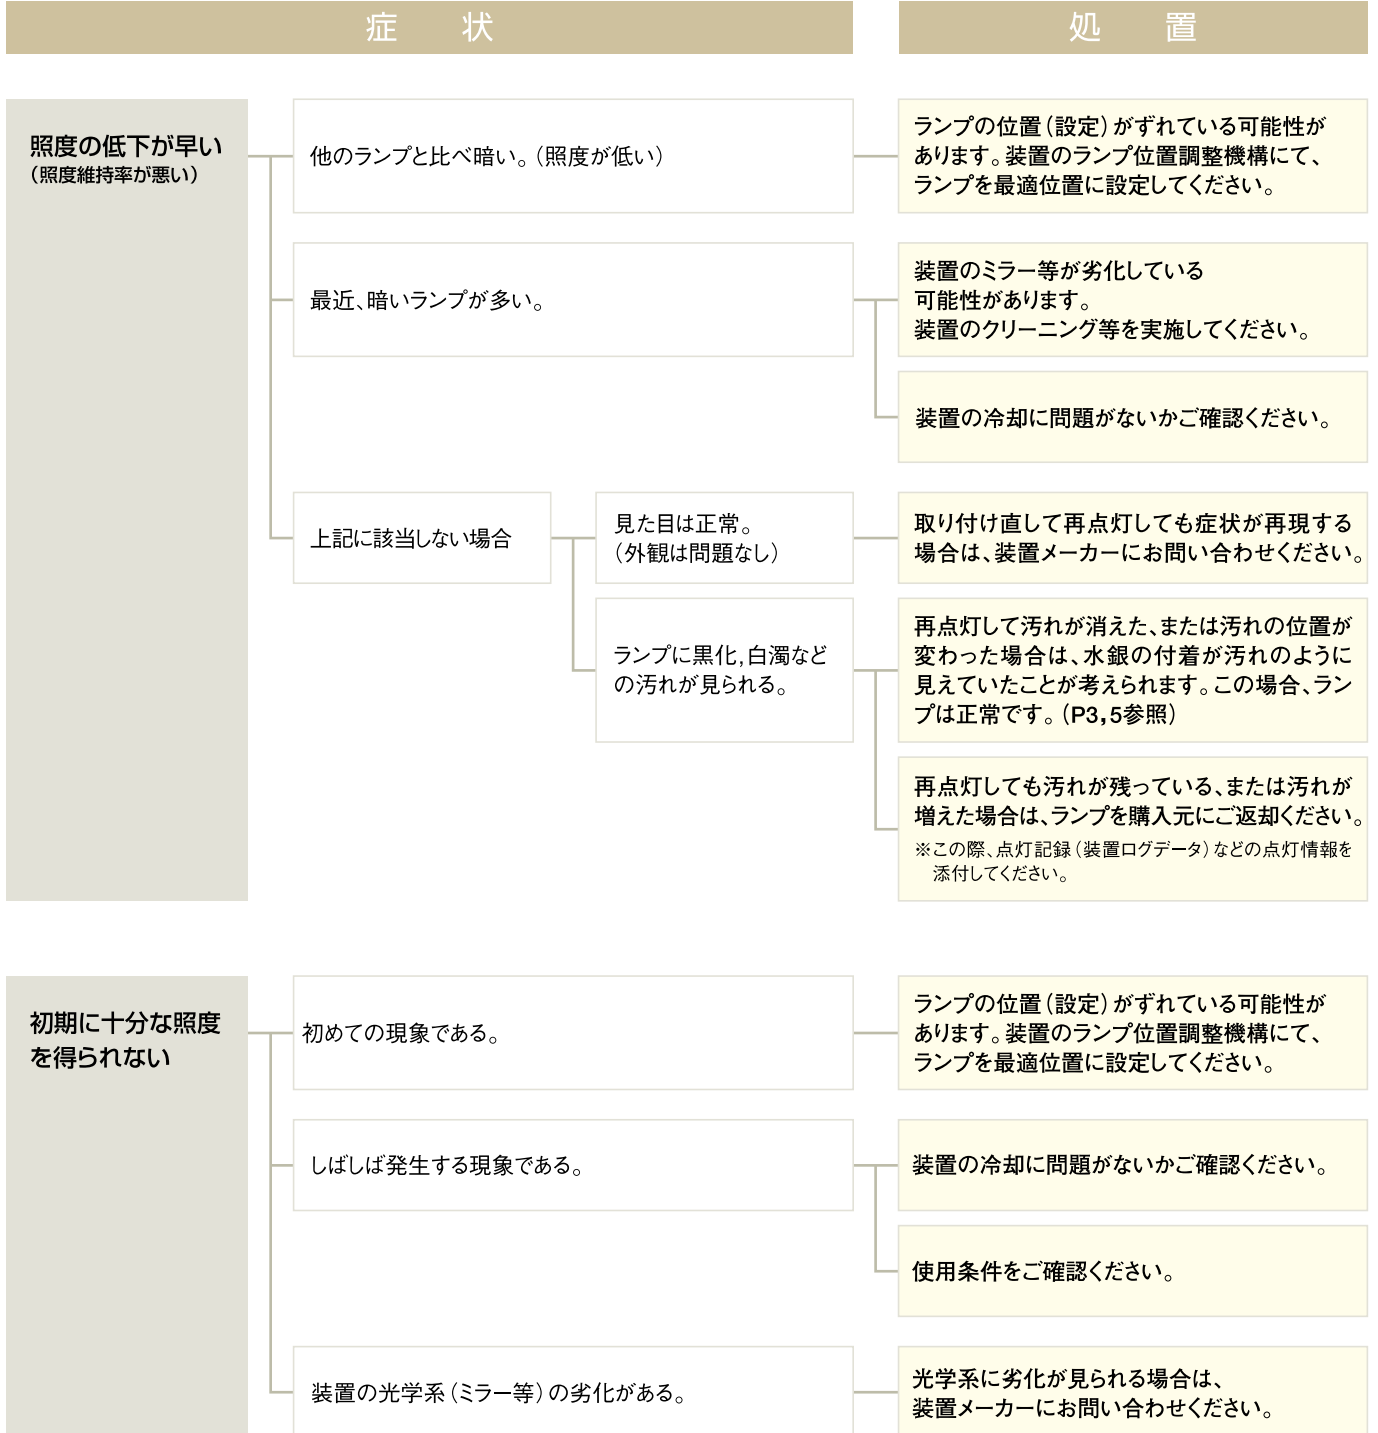 症　状
処　置
照度の低下が早い
（照度維持率が悪い）
他のランプと比べ暗い。（照度が低い）
ランプの位置（設定）がずれている可能性が
あります。装置のランプ位置調整機構にて、
ランプを最適位置に設定してください。
最近、暗いランプが多い。
装置のミラー等が劣化している
可能性があります。
装置のクリーニング等を実施してください。
装置の冷却に問題がないかご確認ください。
上記に該当しない場合
見た目は正常。
（外観は問題なし）
取り付け直して再点灯しても症状が再現する
場合は、装置メーカーにお問い合わせください。
ランプに黒化,白濁など
の汚れが見られる。
再点灯して汚れが消えた、または汚れの位置が
変わった場合は、水銀の付着が汚れのように
見えていたことが考えられます。この場合、ラン
プは正常です。（P3,5参照）
再点灯しても汚れが残っている、または汚れが
増えた場合は、ランプを購入元にご返却ください。
※この際、点灯記録（装置ログデータ）などの点灯情報を
添付してください。
初期に十分な照度
を得られない
初めての現象である。
ランプの位置（設定）がずれている可能性が
あります。装置のランプ位置調整機構にて、
ランプを最適位置に設定してください。
しばしば発生する現象である。
装置の冷却に問題がないかご確認ください。
使用条件をご確認ください。
装置の光学系（ミラー等）の劣化がある。
光学系に劣化が見られる場合は、
装置メーカーにお問い合わせください。